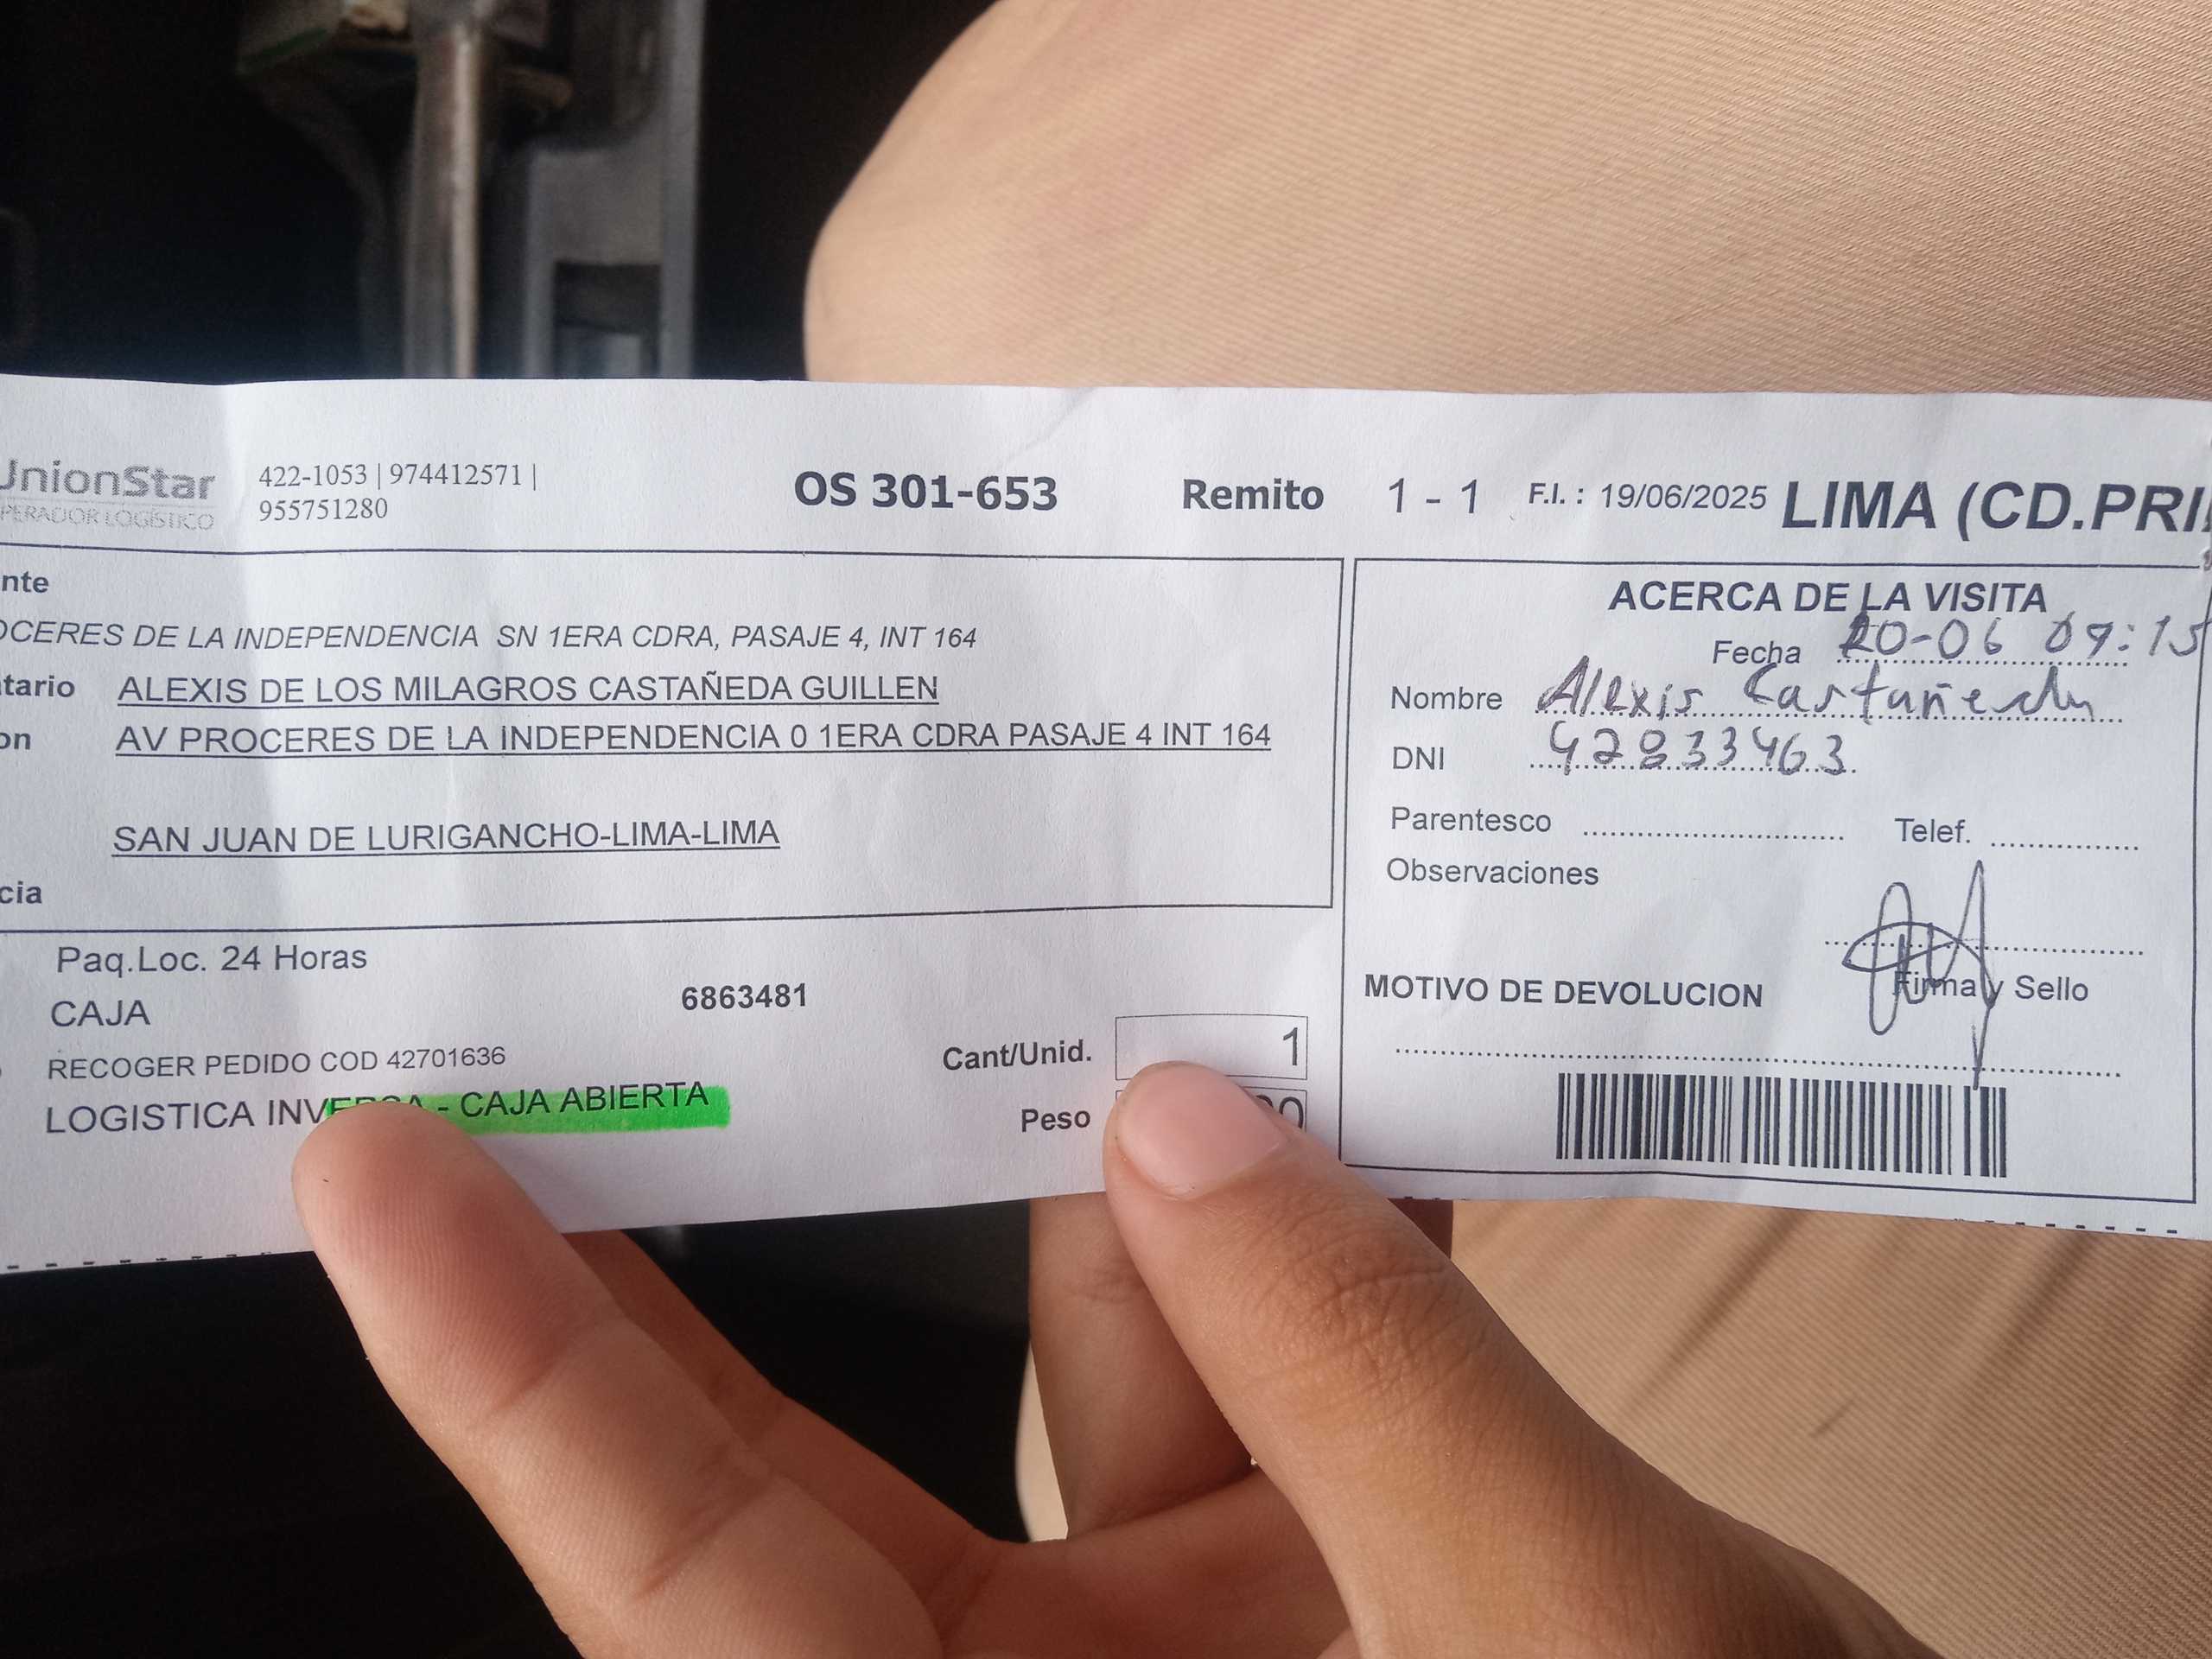 UnionStar
PERADOR LOGÍSTICO
422-1053 | 974412571 |
955751280
OS 301-653
Remito 1 - 1
F.I. : 19/06/2025
LIMA (CD.PRI
nte
OCERES DE LA INDEPENDENCIA SN 1ERA CDRA, PASAJE 4, INT 164
tario ALEXIS DE LOS MILAGROS CASTAÑEDA GUILLEN
on AV PROCERES DE LA INDEPENDENCIA 0 1ERA CDRA PASAJE 4 INT 164
SAN JUAN DE LURIGANCHO-LIMA-LIMA
cia
Paq.Loc. 24 Horas
CAJA
6863481
RECOGER PEDIDO COD 42701636
LOGISTICA INVERSA - CAJA ABIERTA
Cant/Unid. 1
Peso
ACERCA DE LA VISITA
Fecha 20-06 09:15
Nombre Alexis Castañeda
DNI 42833463
Parentesco
Telef.
Observaciones
Firma y Sello
MOTIVO DE DEVOLUCION